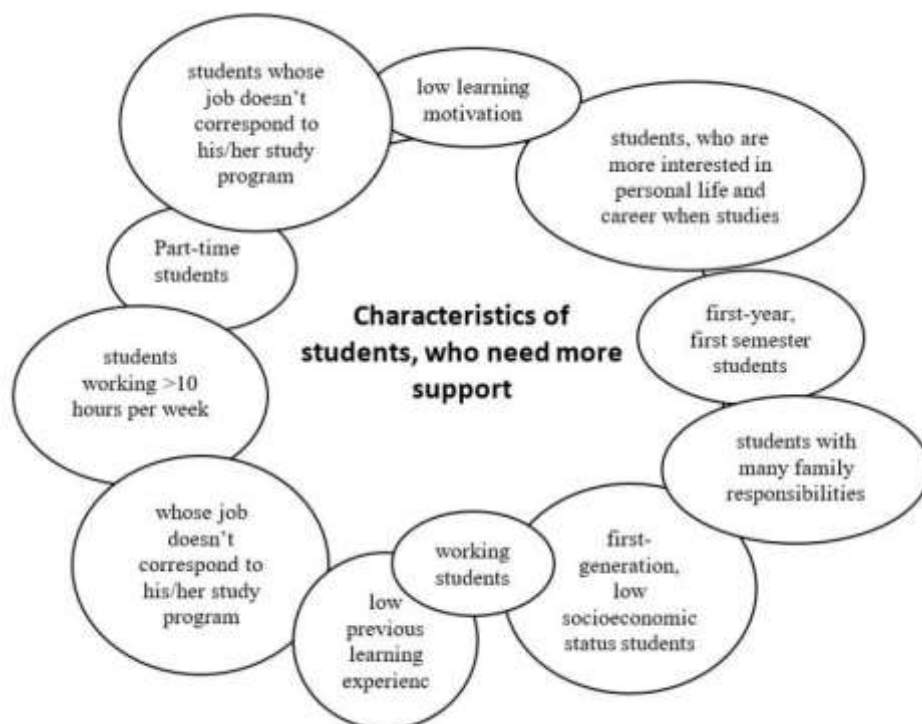 students whose
job doesn't
correspond to
his/her study
program
low learning
motivation
students, who are
more interested in
personal life and
career when studies
Part-time
students
Characteristics of
students, who need more
support
first-year,
first semester
students
students
working >10
hours per week
students with
many family
responsibilities
whose job
doesn't
correspond to
his/her study
program
working
students
first-
generation,
low
socioeconomic
status students
low
previous
learning
experienc